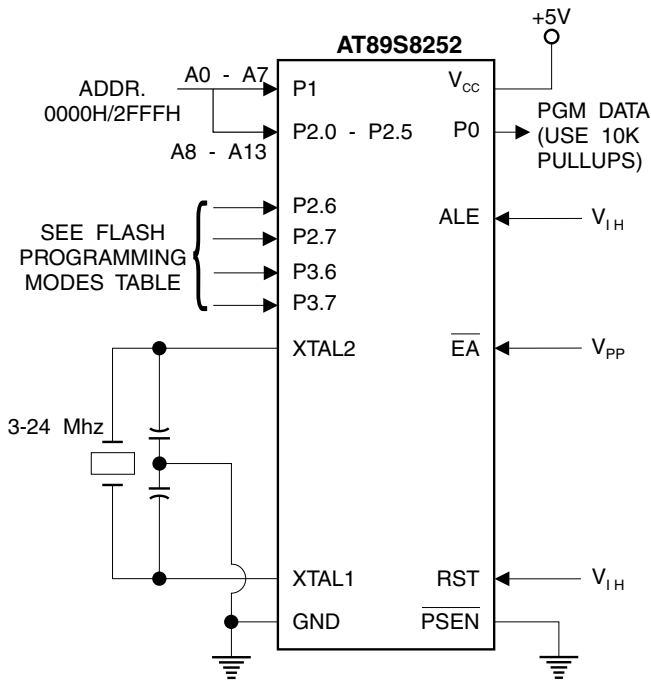 +5V
AT89S8252
A0 - A7
ADDR.
0000H/2FFFH
A8 - A13
P1
P2.0 - P2.5
VCC
P0
PGM DATA
(USE 10K
PULLUPS)
SEE FLASH
PROGRAMMING
MODES TABLE
P2.6
P2.7
P3.6
P3.7
ALE
VIH
XTAL2
EA
VPP
3-24 Mhz
XTAL1
RST
VIH
GND
PSEN